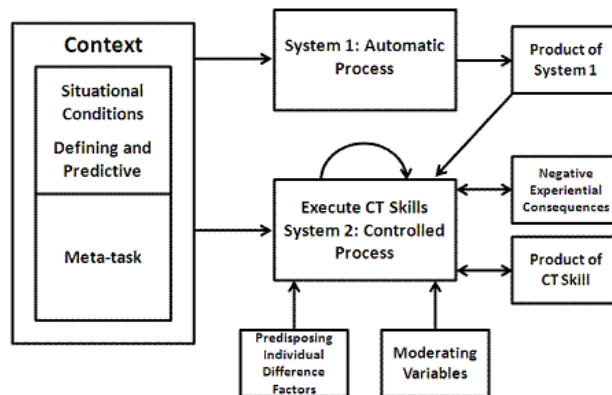 Context
Situational
Conditions
Defining and
Predictive
Meta-task
System 1: Automatic
Process
Product of
System 1
Execute CT Skills
System 2: Controlled
Process
Negative
Experiential
Consequences
Product of
CT Skill
Predisposing
Individual
Difference
Factors
Moderating
Variables